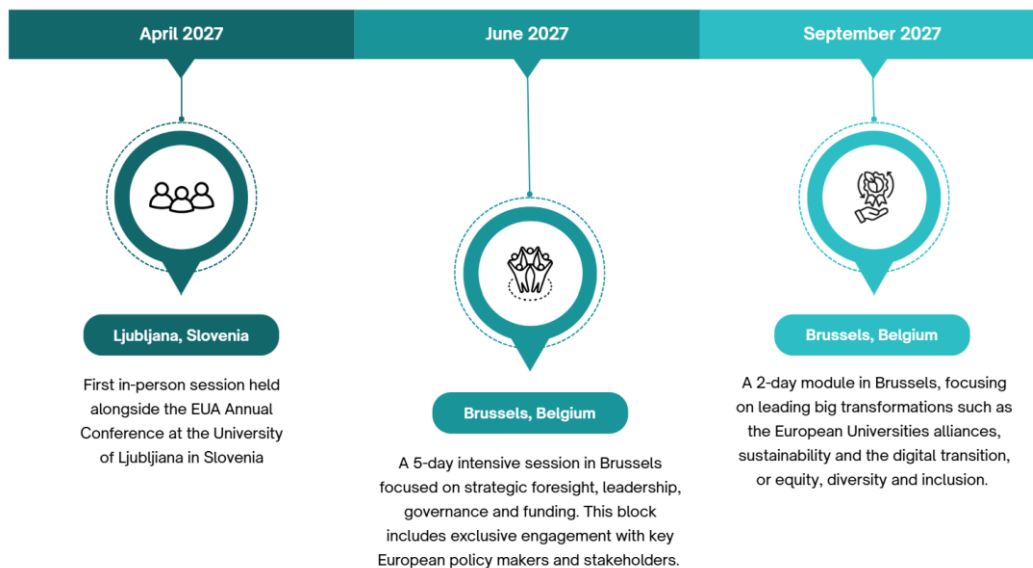 April 2027
June 2027
September 2027
Ljubljana, Slovenia
First in-person session held
alongside the EUA Annual
Conference at the University
of Ljubljiana in Slovenia
Brussels, Belgium
A 5-day intensive session in Brussels
focused on strategic foresight, leadership,
governance and funding. This block
includes exclusive engagement with key
European policy makers and stakeholders.
Brussels, Belgium
A 2-day module in Brussels, focusing
on leading big transformations such as
the European Universities alliances,
sustainability and the digital transition,
or equity, diversity and inclusion.